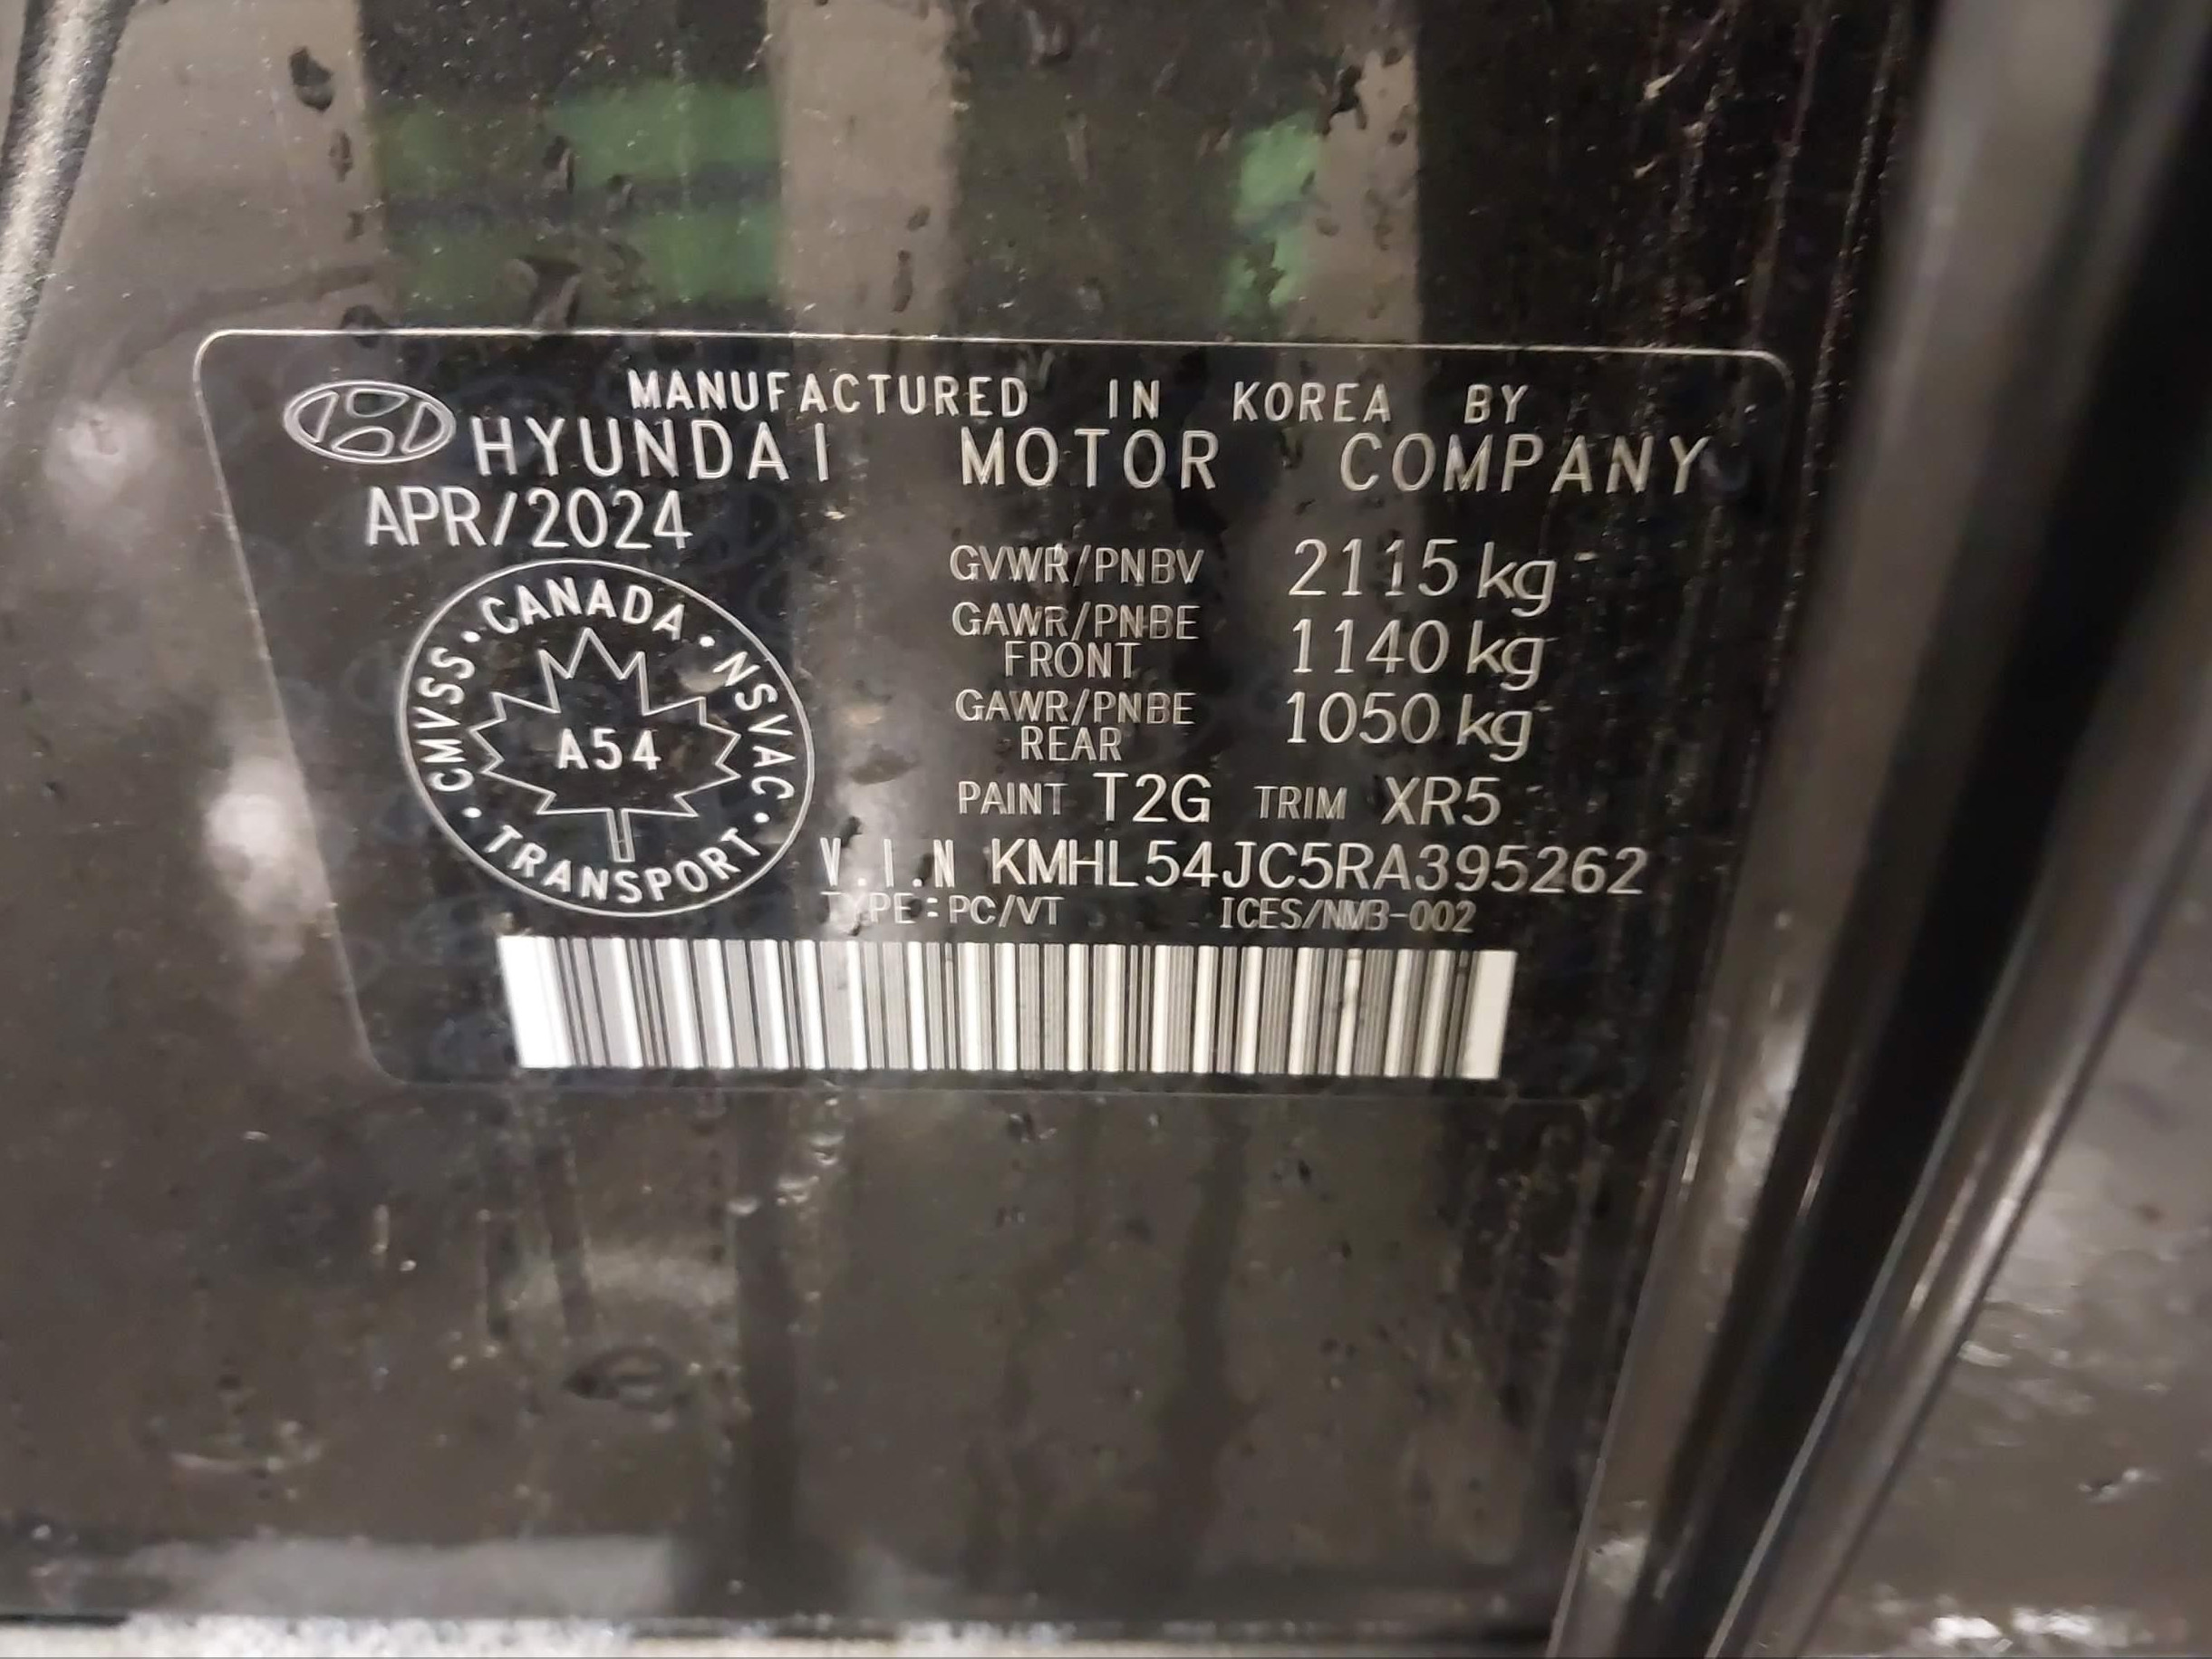 MANUFACTURED IN KOREA BY
HYUNDAI MOTOR COMPANY
APR/2024
GVWR/PNBV 2115 kg
GAWR/PNBE FRONT 1140 kg
GAWR/PNBE REAR 1050 kg
CANADA · NSVAC · TRANSPORT · CMVSS ·
A54
PAINT T2G TRIM XR5
V.I.N KMHL54JC5RA395262
TYPE:PC/VT ICES/NMB-002